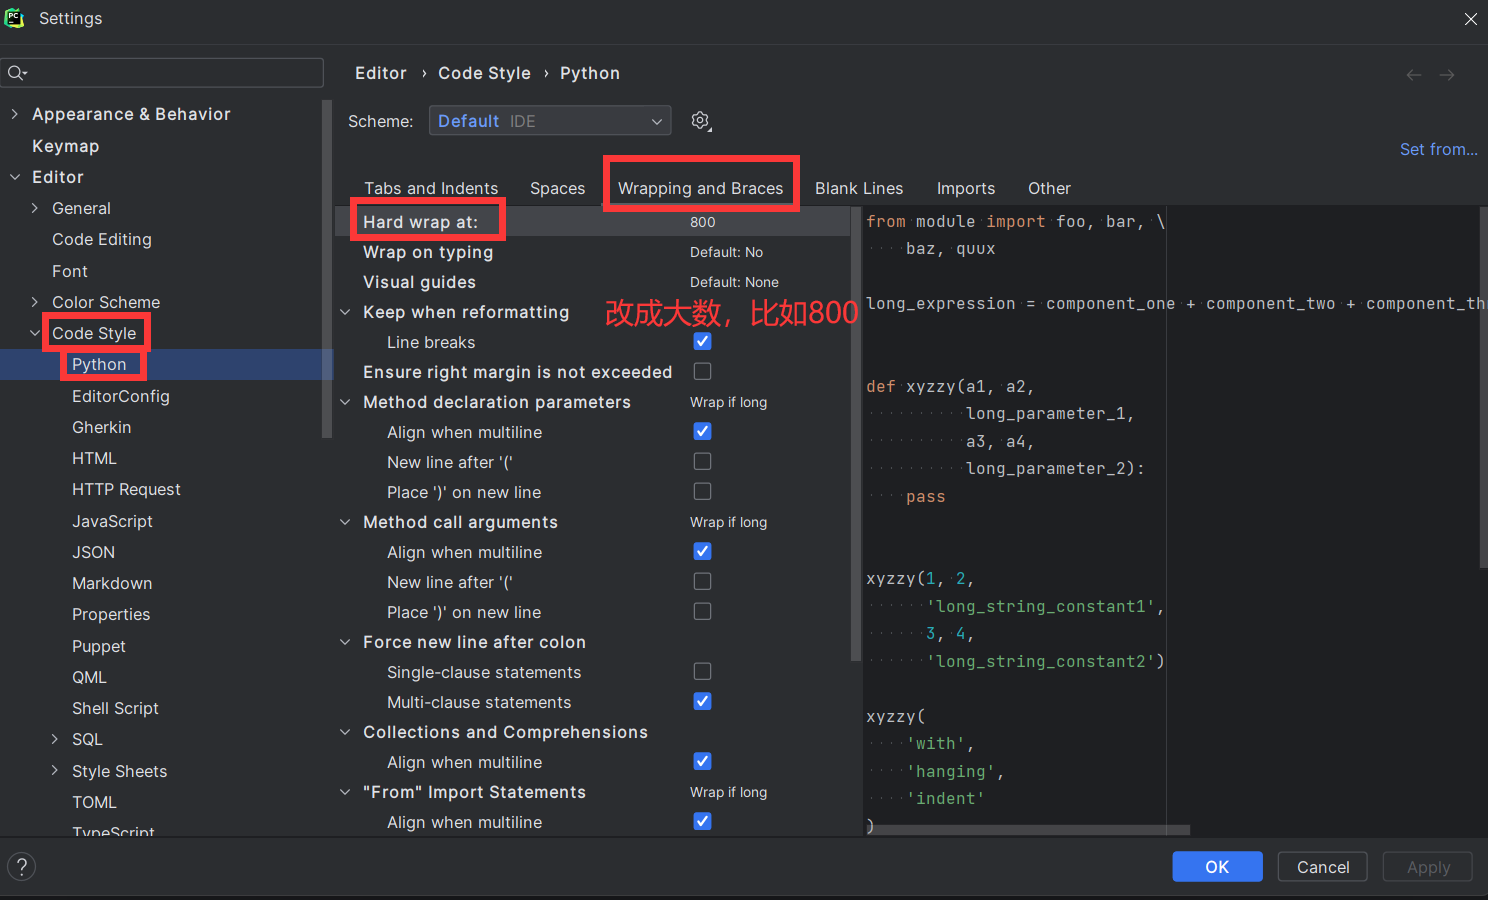 PC
Settings
Editor › Code Style › Python
Appearance & Behavior
Scheme: Default IDE
Keymap
Set from...
Editor
Tabs and Indents Spaces Wrapping and Braces Blank Lines Imports Other
General
Code Editing
Font
Color Scheme
Code Style
Python
EditorConfig
Gherkin
HTML
HTTP Request
JavaScript
JSON
Markdown
Properties
Puppet
QML
Shell Script
SQL
Style Sheets
TOML
TypeScript
Hard wrap at: 800
Wrap on typing Default: No
Visual guides Default: None
Keep when reformatting
改成大数，比如800
Line breaks
Ensure right margin is not exceeded
Method declaration parameters Wrap if long
Align when multiline
New line after '('
Place ')' on new line
Method call arguments Wrap if long
Align when multiline
New line after '('
Place ')' on new line
Force new line after colon
Single-clause statements
Multi-clause statements
Collections and Comprehensions
Align when multiline
"From" Import Statements Wrap if long
Align when multiline
from module import foo, bar, \
baz, quux
long_expression = component_one + component_two + component_th
def xyzzy(a1, a2,
long_parameter_1,
a3, a4,
long_parameter_2):
pass
xyzzy(1, 2,
'long_string_constant1',
3, 4,
'long_string_constant2')
xyzzy(
'with',
'hanging',
'indent'
)
?
OK Cancel Apply